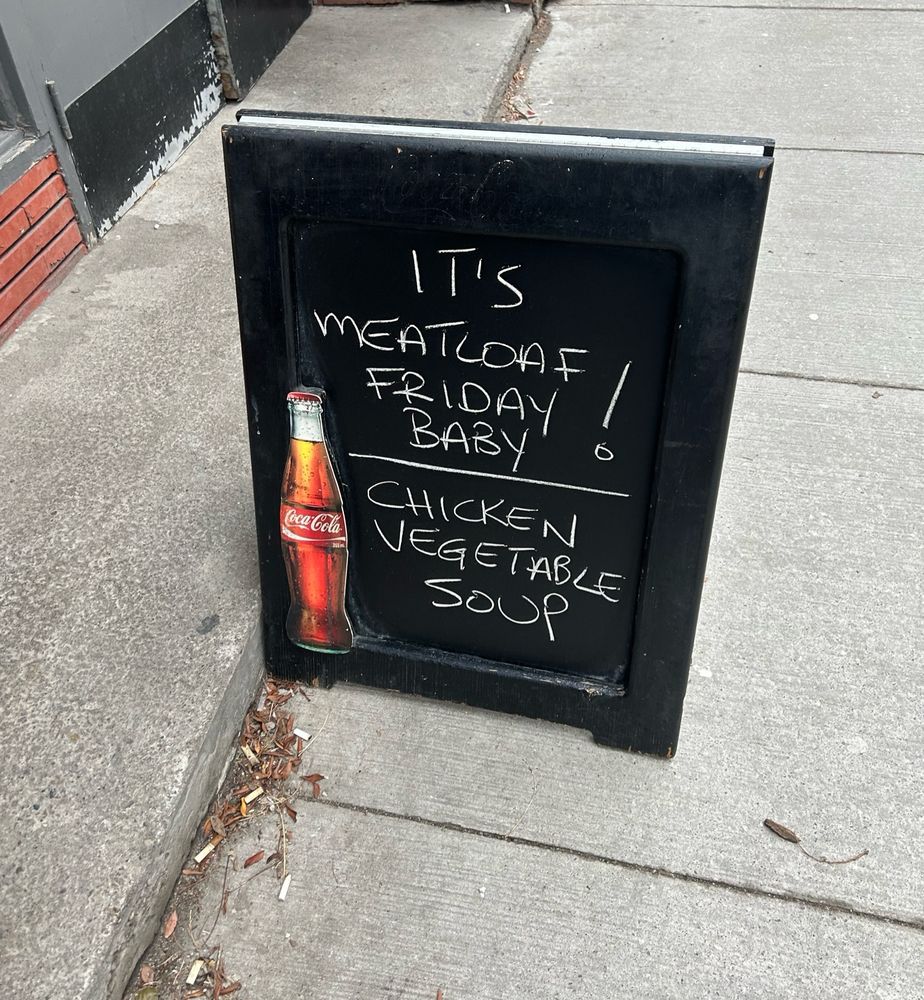 IT'S
MEATLOAF
FRIDAY !
BABY
CHICKEN
VEGETABLE
SOUP
Coca-Cola